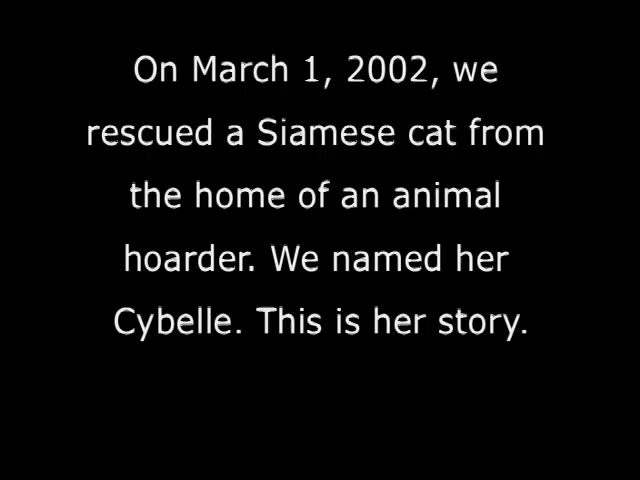 On March 1, 2002, we
rescued a Siamese cat from
the home of an animal
hoarder. We named her
Cybelle. This is her story.